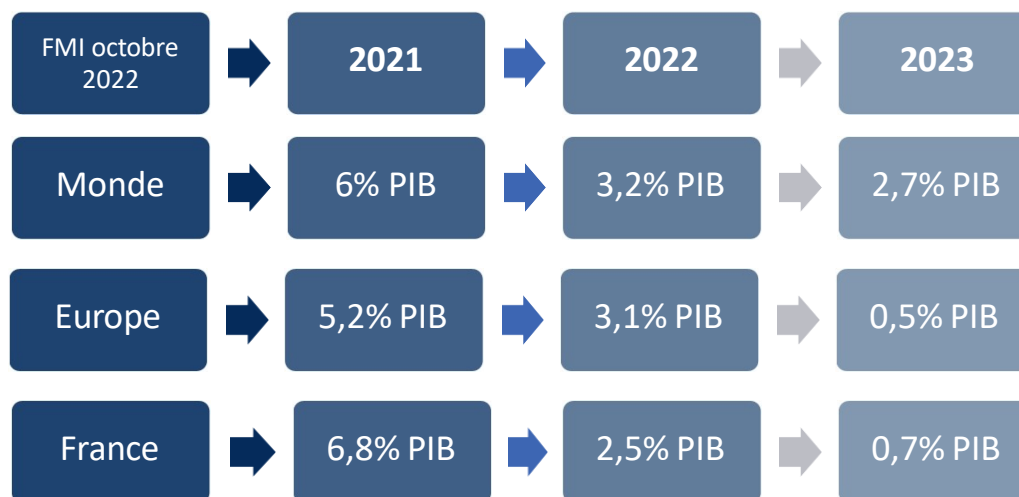 FMI octobre
2022
2021
2022
2023
Monde
6% PIB
3,2% PIB
2,7% PIB
Europe
5,2% PIB
3,1% PIB
0,5% PIB
France
6,8% PIB
2,5% PIB
0,7% PIB